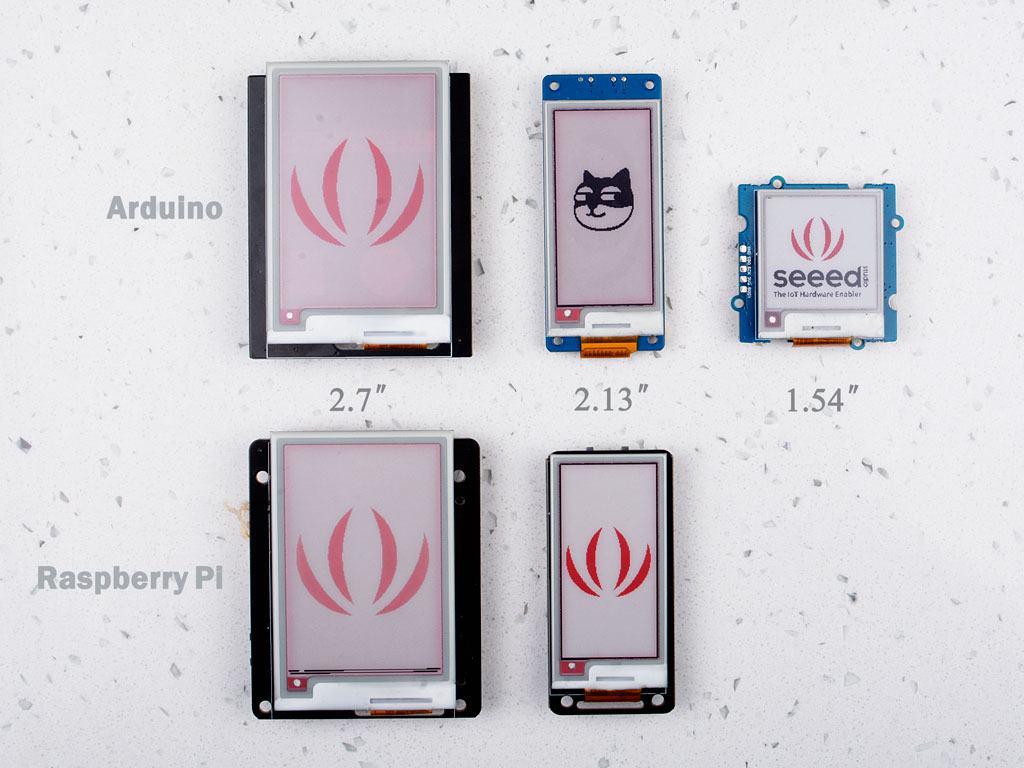 Arduino
seeed studio
The IoT Hardware Enabler
2.7″
2.13″
1.54″
Raspberry Pi